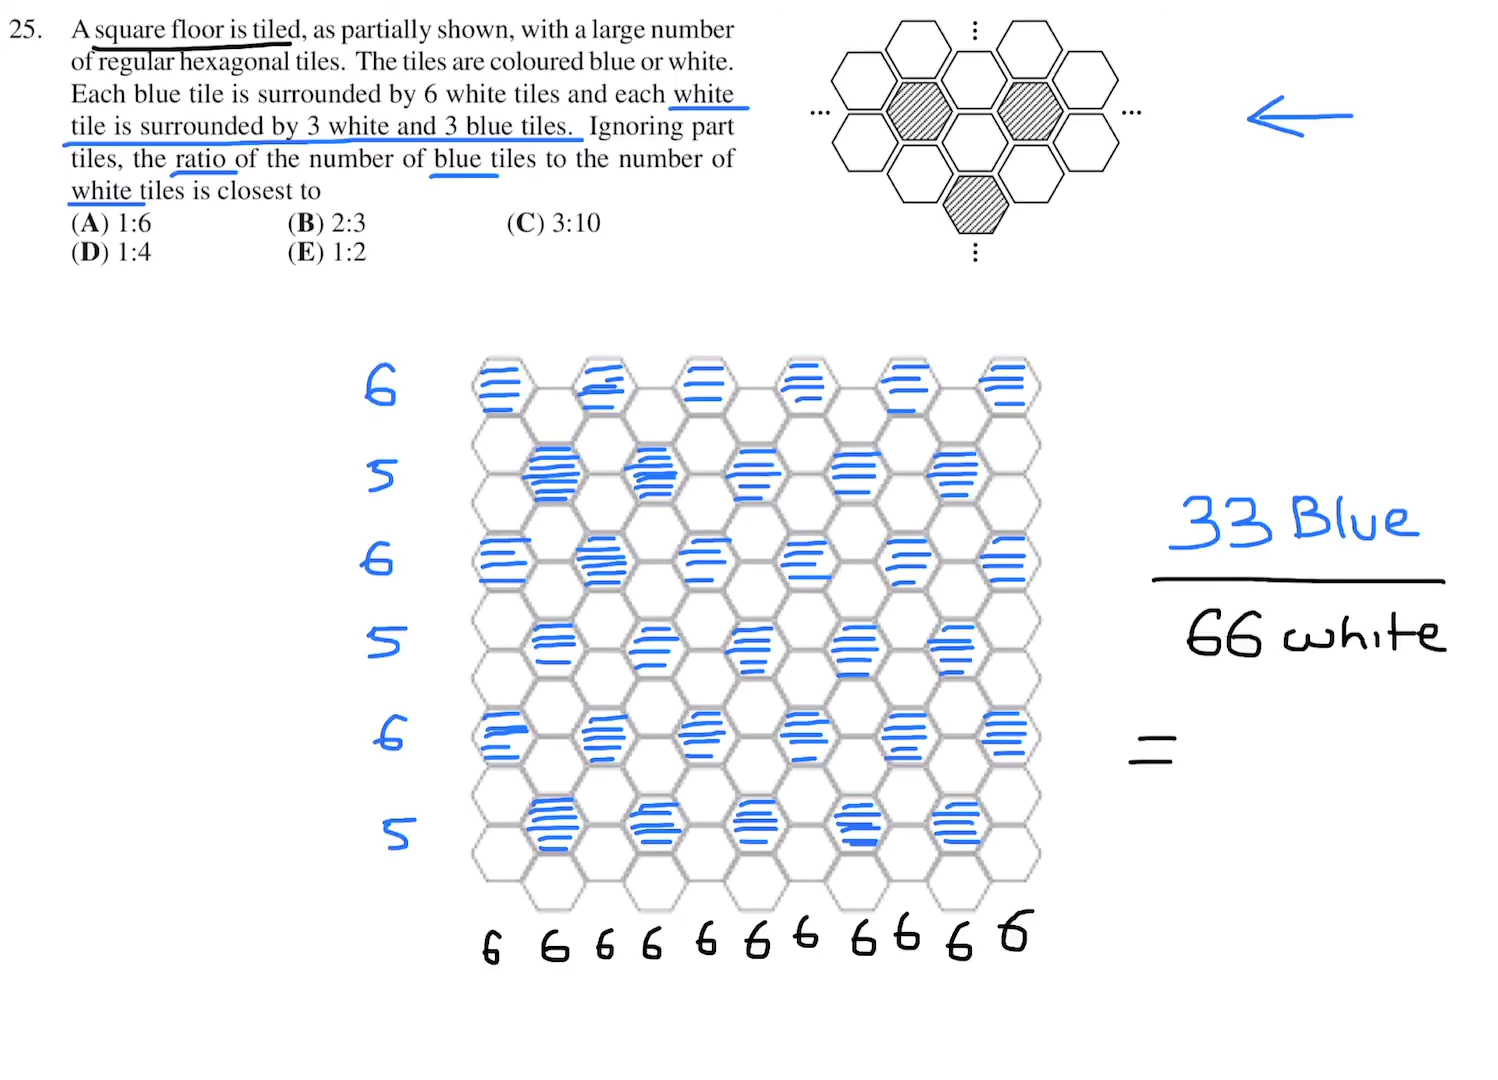 25. A square floor is tiled, as partially shown, with a large number
of regular hexagonal tiles. The tiles are coloured blue or white.
Each blue tile is surrounded by 6 white tiles and each white
tile is surrounded by 3 white and 3 blue tiles. Ignoring part
tiles, the ratio of the number of blue tiles to the number of
white tiles is closest to
(A) 1:6 (B) 2:3 (C) 3:10
(D) 1:4 (E) 1:2
6
5
6
5
6
5
33 Blue
66 white
=
6 6 6 6 6 6 6 6 6 6 6